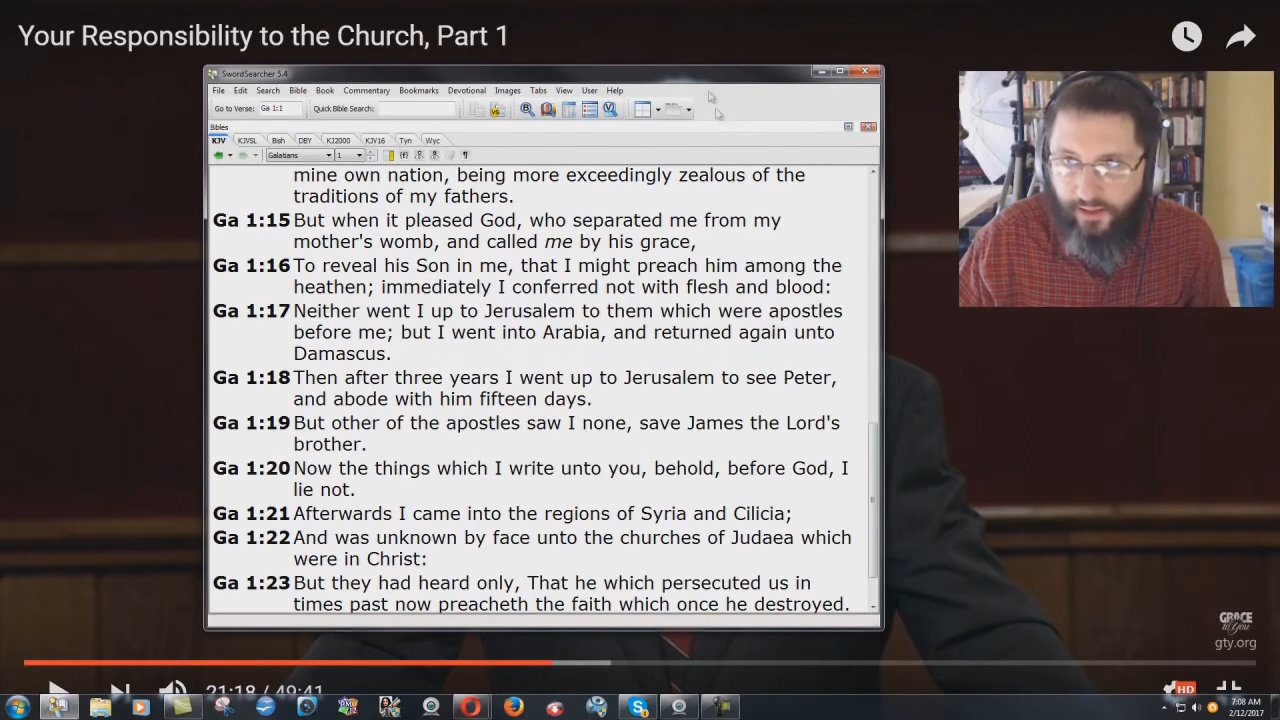 Your Responsibility to the Church, Part 1
SwordSearcher 5.4
File Edit Search Bible Book Commentary Bookmarks Devotional Images Tabs View User Help
Go to Verse: Ga 1:1 Quick Bible Search:
Bibles
KJV KJVSL Bish DBY KJ2000 KJV16 Tyn Wyc
Galatians 1
mine own nation, being more exceedingly zealous of the
traditions of my fathers.
Ga 1:15 But when it pleased God, who separated me from my
mother's womb, and called me by his grace,
Ga 1:16 To reveal his Son in me, that I might preach him among the
heathen; immediately I conferred not with flesh and blood:
Ga 1:17 Neither went I up to Jerusalem to them which were apostles
before me; but I went into Arabia, and returned again unto
Damascus.
Ga 1:18 Then after three years I went up to Jerusalem to see Peter,
and abode with him fifteen days.
Ga 1:19 But other of the apostles saw I none, save James the Lord's
brother.
Ga 1:20 Now the things which I write unto you, behold, before God, I
lie not.
Ga 1:21 Afterwards I came into the regions of Syria and Cilicia;
Ga 1:22 And was unknown by face unto the churches of Judaea which
were in Christ:
Ga 1:23 But they had heard only, That he which persecuted us in
times past now preacheth the faith which once he destroyed.
GRACE
to You
gty.org
21:18 / 49:41
HD
7:08 AM
2/12/2017